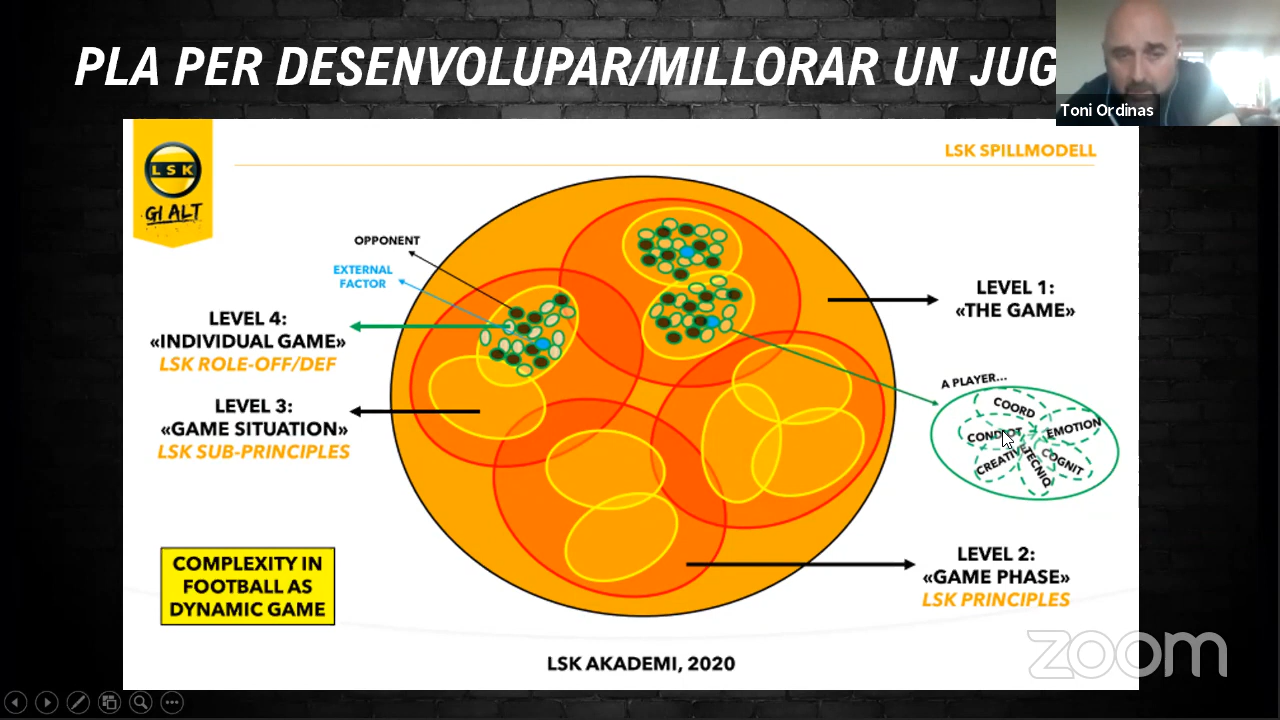 PLA PER DESENVOLUPAR/MILLORAR UN JUG
Toni Ordinas
LSK
GI ALT
LSK SPILLMODELL
OPPONENT
EXTERNAL
FACTOR
LEVEL 4:
«INDIVIDUAL GAME»
LSK ROLE-OFF/DEF
LEVEL 3:
«GAME SITUATION»
LSK SUB-PRINCIPLES
LEVEL 1:
«THE GAME»
A PLAYER...
COORD
EMOTION
COGNIT
TECNIQ
CREATIV
LEVEL 2:
«GAME PHASE»
LSK PRINCIPLES
COMPLEXITY IN
FOOTBALL AS
DYNAMIC GAME
LSK AKADEMI, 2020
zoom